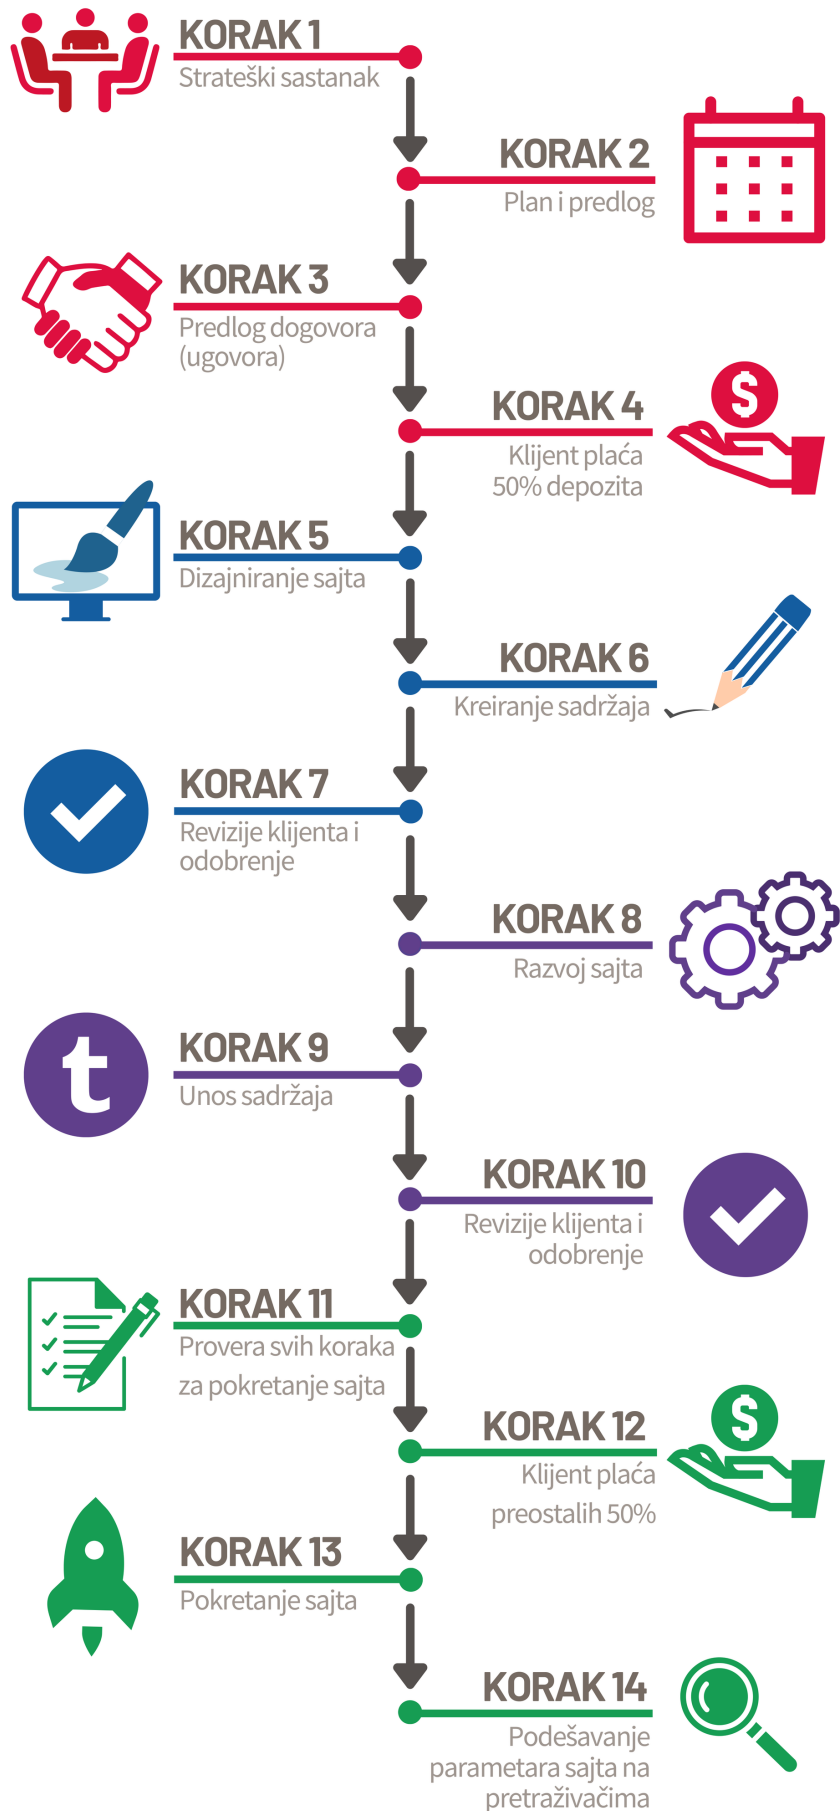 KORAK 1
Strateški sastanak
KORAK 2
Plan i predlog
KORAK 3
Predlog dogovora
(ugovora)
$
KORAK 4
Klijent plaća
50% depozita
KORAK 5
Dizajniranje sajta
KORAK 6
Kreiranje sadržaja
KORAK 7
Revizije klijenta i
odobrenje
KORAK 8
Razvoj sajta
t
KORAK 9
Unos sadržaja
KORAK 10
Revizije klijenta i
odobrenje
KORAK 11
Provera svih koraka
za pokretanje sajta
$
KORAK 12
Klijent plaća
preostalih 50%
KORAK 13
Pokretanje sajta
KORAK 14
Podešavanje
parametara sajta na
pretraživačima